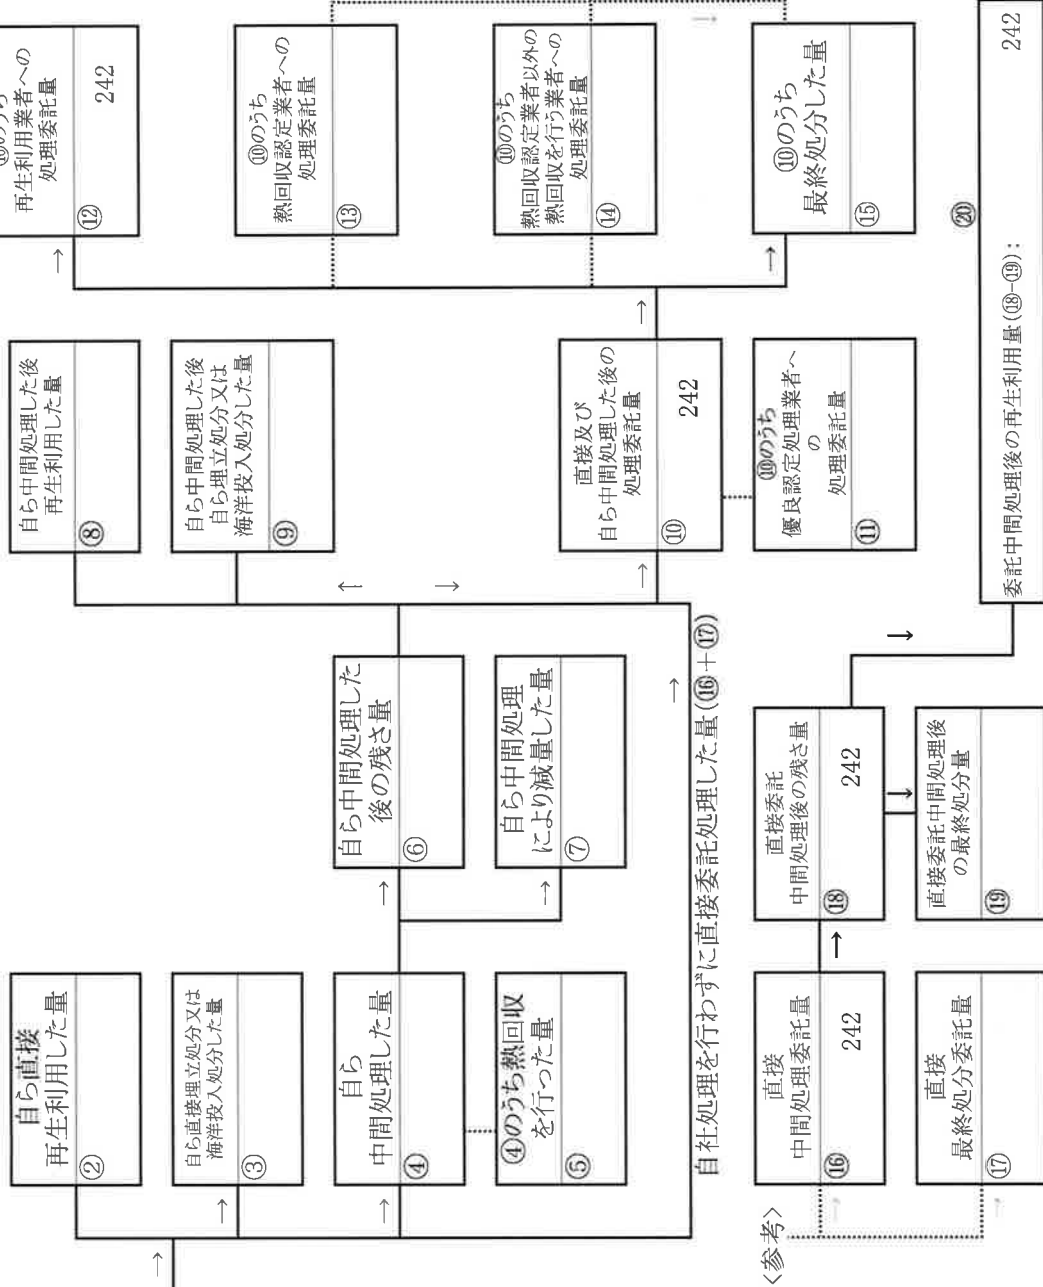 自ら直接
再生利用した量
②
自ら直接埋立処分又は
海洋投入処分した量
③
自ら
中間処理した量
④
④のうち熱回収
を行った量
⑤
自ら中間処理した
後の残さ量
⑥
自ら中間処理
により減量した量
⑦
自ら中間処理した後
再生利用した量
⑧
自ら中間処理した後
自ら埋立処分又は
海洋投入処分した量
⑨
直接及び
自ら中間処理した後の
処理委託量
⑩
242
⑩のうち
優良認定処理業者へ
の
処理委託量
⑪
⑩のうち
再生利用業者への
処理委託量
⑫
242
⑩のうち
熱回収認定業者への
処理委託量
⑬
⑩のうち
熱回収認定業者以外の
熱回収を行う業者への
処理委託量
⑭
⑩のうち
最終処分した量
⑮
自社処理を行わずに直接委託処理した量(⑯+⑰)
<参考>
直接
中間処理委託量
⑯
242
直接
最終処分委託量
⑰
直接委託
中間処理後の残さ量
⑱
242
直接委託中間処理後
の最終処分量
⑲
⑳
委託中間処理後の再生利用量(⑱-⑲):
242